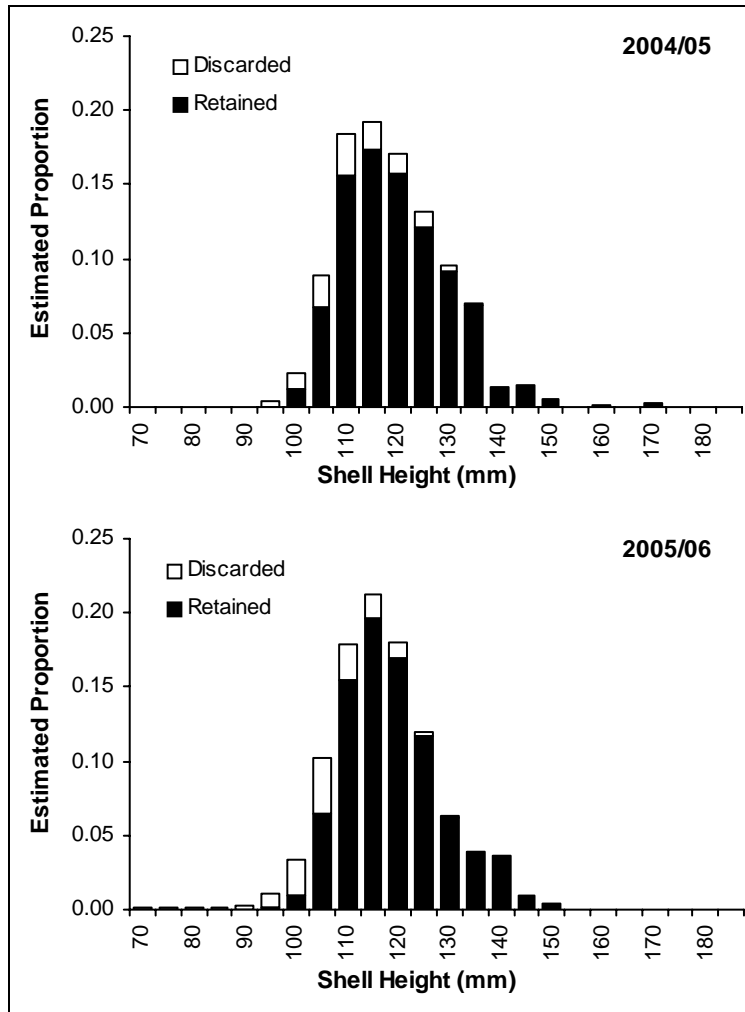 2004/05
Discarded
Retained
Estimated Proportion
0.25
0.20
0.15
0.10
0.05
0.00
70 80 90 100 110 120 130 140 150 160 170 180
Shell Height (mm)
2005/06
Discarded
Retained
Estimated Proportion
0.25
0.20
0.15
0.10
0.05
0.00
70 80 90 100 110 120 130 140 150 160 170 180
Shell Height (mm)